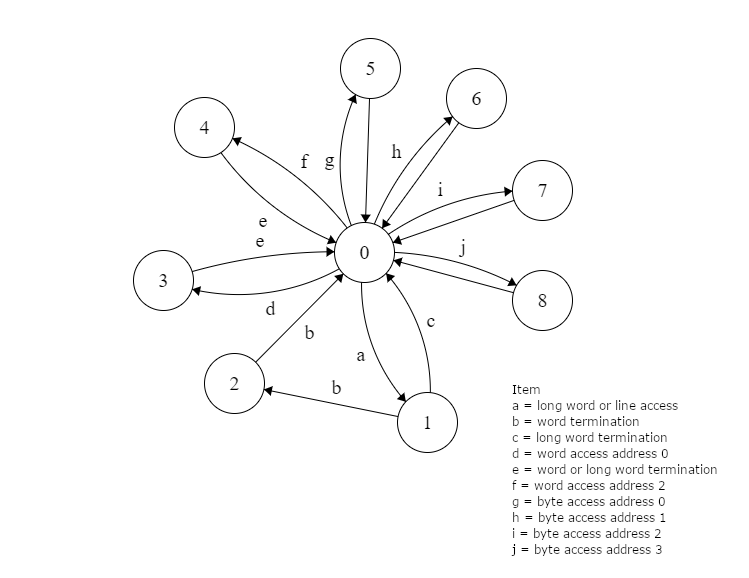 5
6
4
h
f
g
i
7
e
e
0
j
3
8
d
c
b
a
2
b
1
Item
a = long word or line access
b = word termination
c = long word termination
d = word access address 0
e = word or long word termination
f = word access address 2
g = byte access address 0
h = byte access address 1
i = byte access address 2
j = byte access address 3